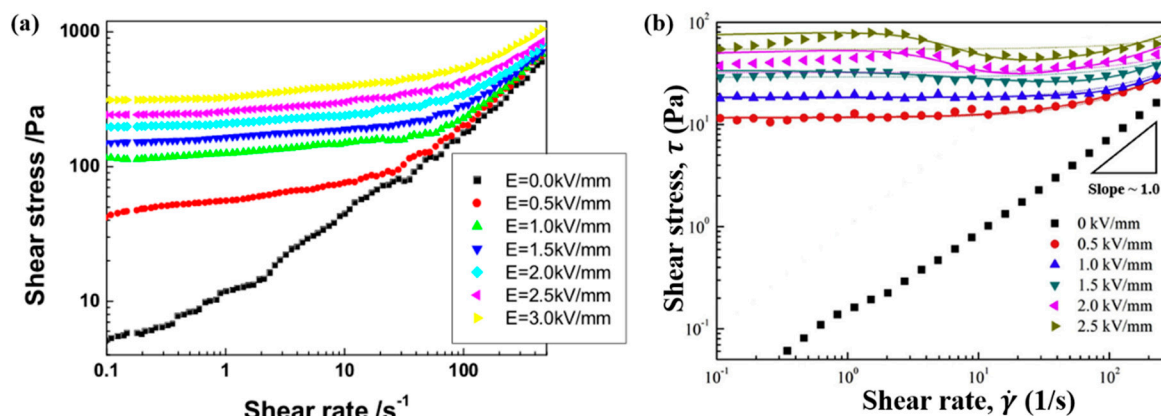 (a)
1000
100
10
Shear stress /Pa
0.1 1 10 100
Shear rate /s⁻¹
E=0.0kV/mm
E=0.5kV/mm
E=1.0kV/mm
E=1.5kV/mm
E=2.0kV/mm
E=2.5kV/mm
E=3.0kV/mm
(b)
10²
10¹
10⁰
10⁻¹
Shear stress, τ (Pa)
10⁻¹ 10⁰ 10¹ 10²
Shear rate, γ̇ (1/s)
Slope ~ 1.0
0 kV/mm
0.5 kV/mm
1.0 kV/mm
1.5 kV/mm
2.0 kV/mm
2.5 kV/mm